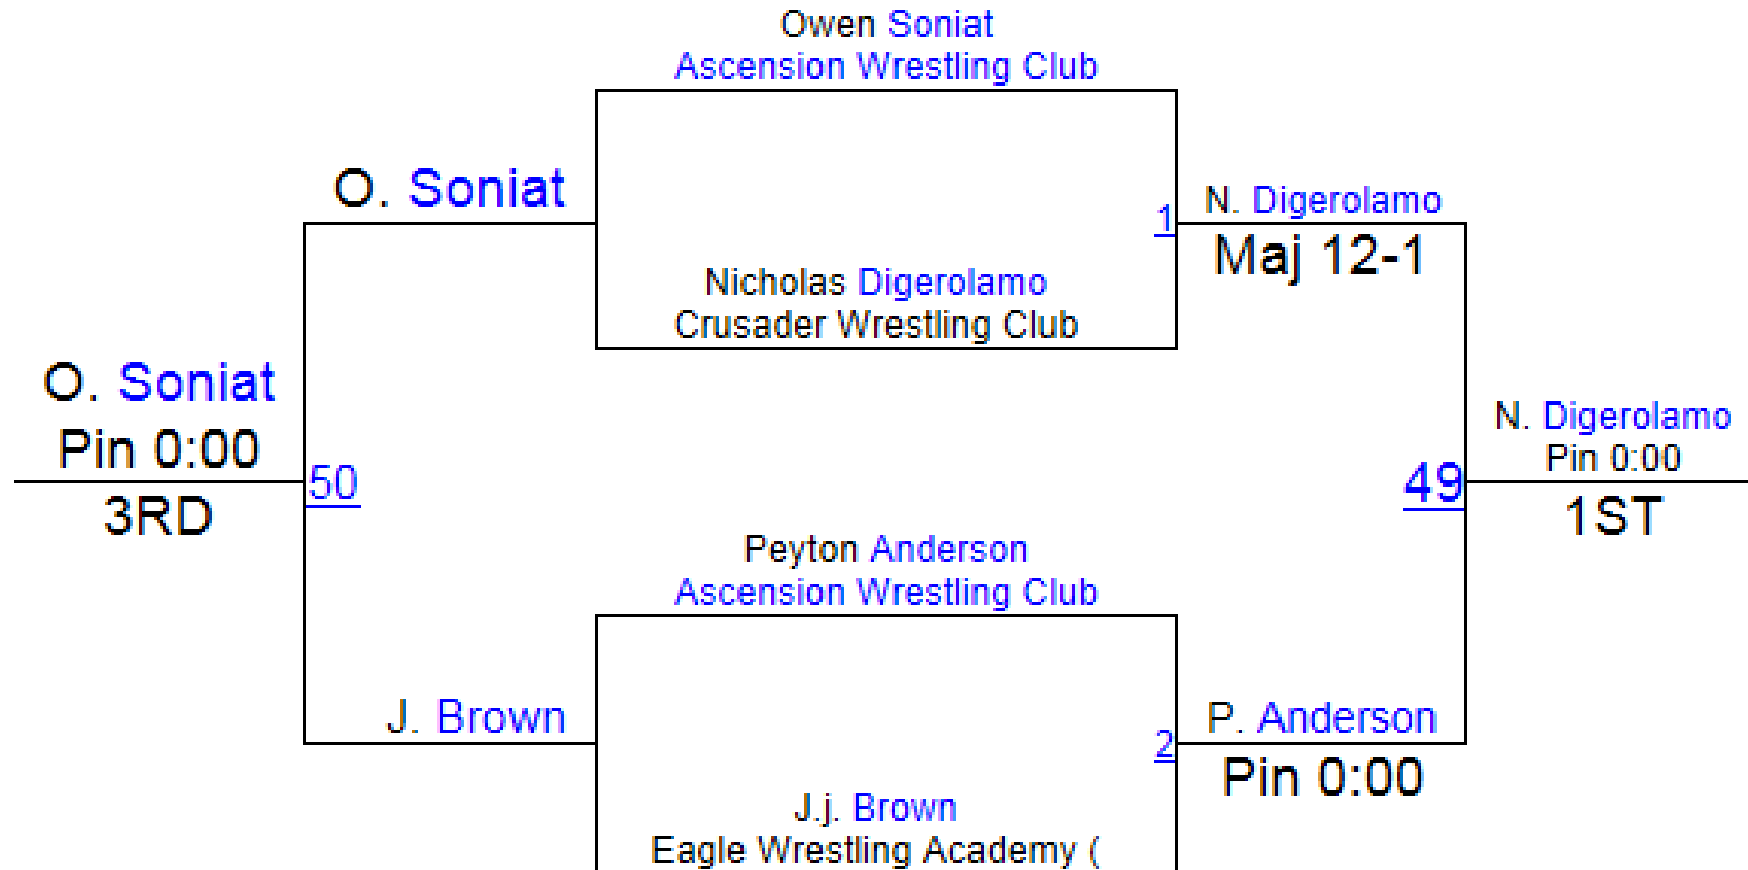 Owen Soniat
Ascension Wrestling Club
O. Soniat
1
N. Digerolamo
Maj 12-1
Nicholas Digerolamo
Crusader Wrestling Club
O. Soniat
Pin 0:00
50
3RD
N. Digerolamo
Pin 0:00
49
1ST
Peyton Anderson
Ascension Wrestling Club
J. Brown
2
P. Anderson
Pin 0:00
J.j. Brown
Eagle Wrestling Academy (